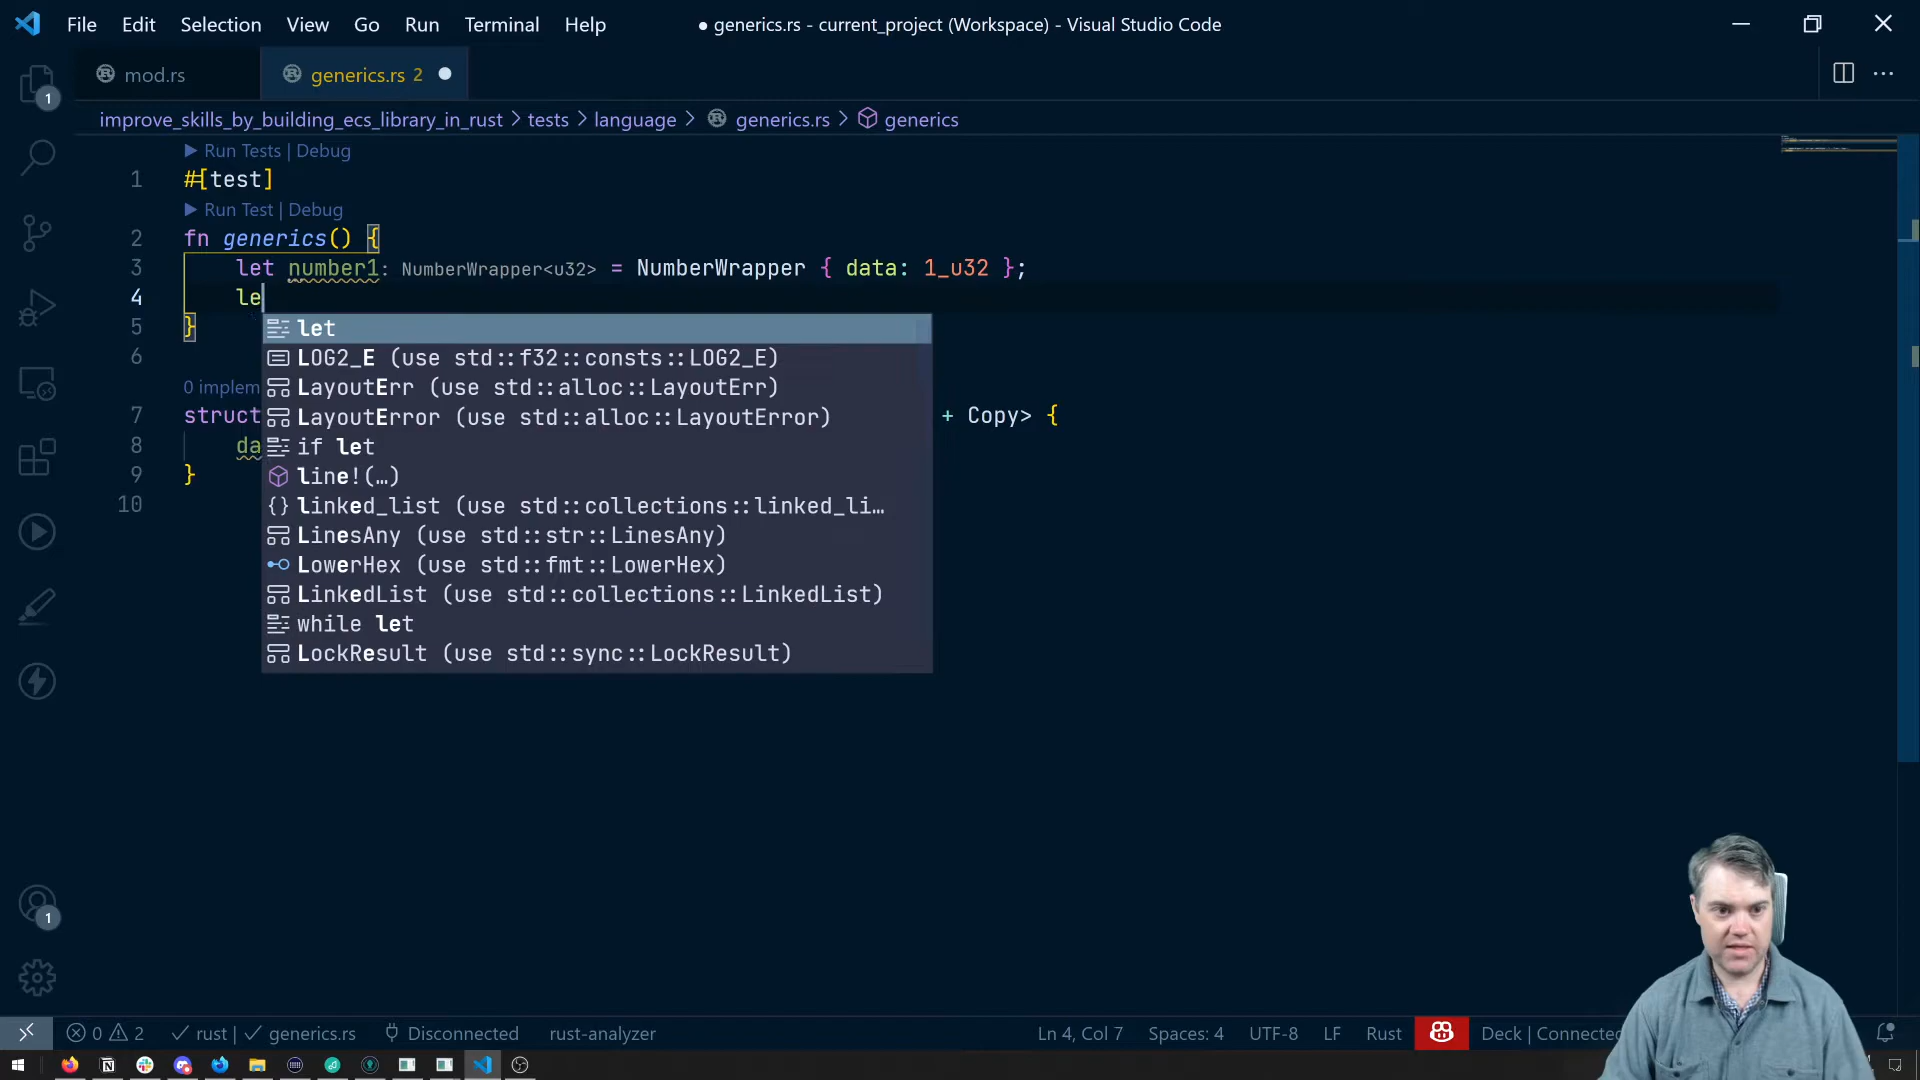 File Edit Selection View Go Run Terminal Help
● generics.rs - current_project (Workspace) - Visual Studio Code
mod.rs
generics.rs 2
improve_skills_by_building_ecs_library_in_rust > tests > language > generics.rs > generics
Run Tests | Debug
1 #[test]
Run Test | Debug
2 fn generics() {
3 let number1: NumberWrapper<u32> = NumberWrapper { data: 1_u32 };
4 le
5 }
let
LOG2_E (use std::f32::consts::LOG2_E)
6
0 implem
LayoutErr (use std::alloc::LayoutErr)
7 struct
LayoutError (use std::alloc::LayoutError)
+ Copy> {
8 da
if let
9 }
line!(…)
10
linked_list (use std::collections::linked_li…
LinesAny (use std::str::LinesAny)
LowerHex (use std::fmt::LowerHex)
LinkedList (use std::collections::LinkedList)
while let
LockResult (use std::sync::LockResult)
1
1
0 2 rust | generics.rs Disconnected rust-analyzer Ln 4, Col 7 Spaces: 4 UTF-8 LF Rust Deck | Connected